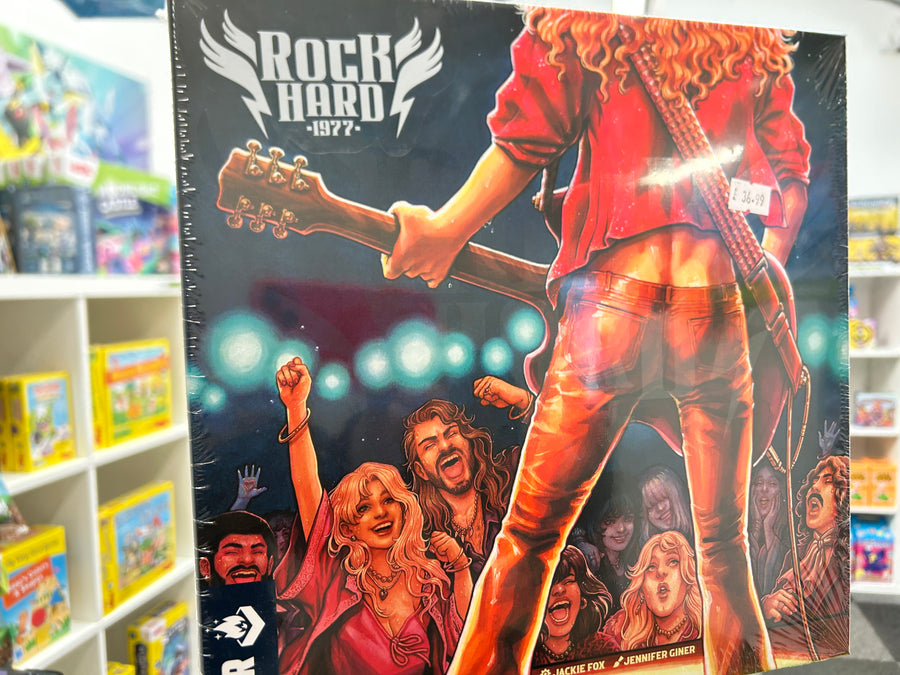 ROCK
HARD
·1977·
£ 36.99
R
JACKIE FOX JENNIFER GINER